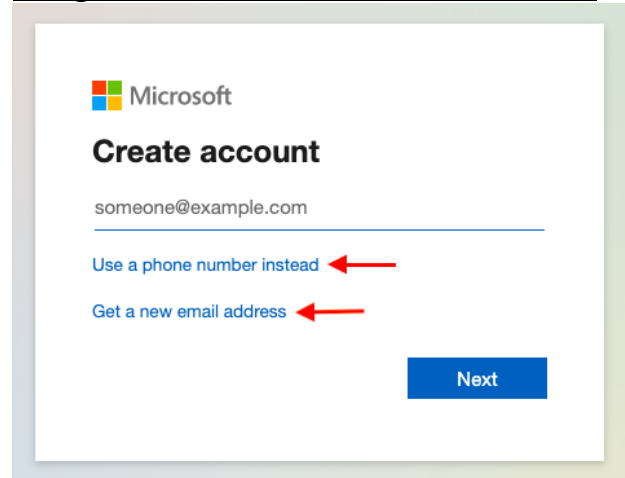 Microsoft
Create account
someone@example.com
Use a phone number instead
Get a new email address
Next